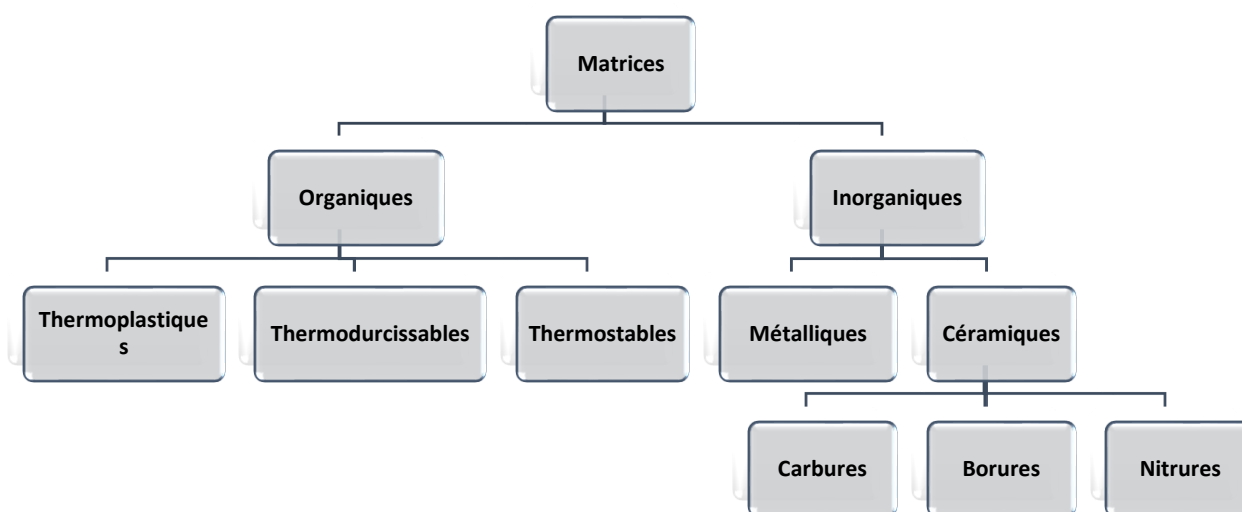 Matrices
Organiques
Inorganiques
Thermoplastique
s
Thermodurcissables
Thermostables
Métalliques
Céramiques
Carbures
Borures
Nitrures